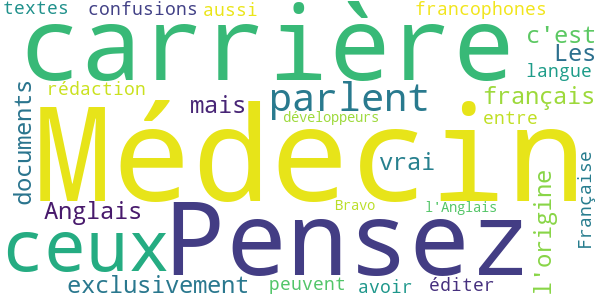 textes confusions aussi francophones
carrière c'est
Les
langue
rédaction mais parlent français
documents développeurs entre
Médecin
vrai
Française
Anglais Bravo l'Anglais l'origine
ceux Pensez
exclusivement peuvent avoir éditer